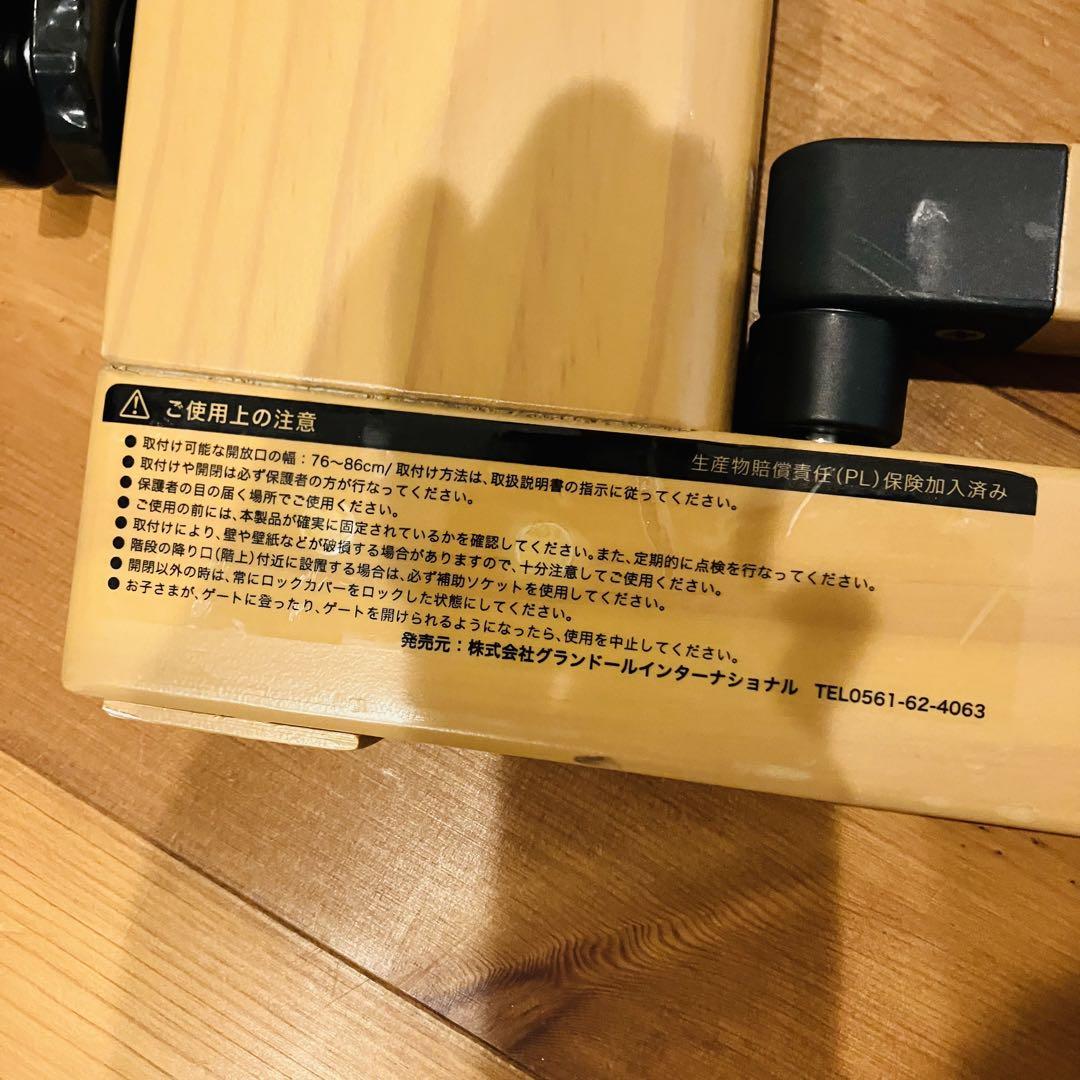 ⚠ ご使用上の注意
生産物賠償責任(PL)保険加入済み
● 取付け可能な開放口の幅：76〜86cm/ 取付け方法は、取扱説明書の指示に従ってください。
● 取付けや開閉は必ず保護者の方が行なってください。
● 保護者の目の届く場所でご使用ください。
● ご使用の前には、本製品が確実に固定されているかを確認してください。また、定期的に点検を行なってください。
● 取付けにより、壁や壁紙などが破損する場合がありますので、十分注意してご使用ください。
● 階段の降り口(階上)付近に設置する場合は、必ず補助ソケットを使用してください。
● 開閉以外の時は、常にロックカバーをロックした状態にしてください。
● お子さまが、ゲートに登ったり、ゲートを開けられるようになったら、使用を中止してください。
発売元：株式会社グランドールインターナショナル TEL0561-62-4063